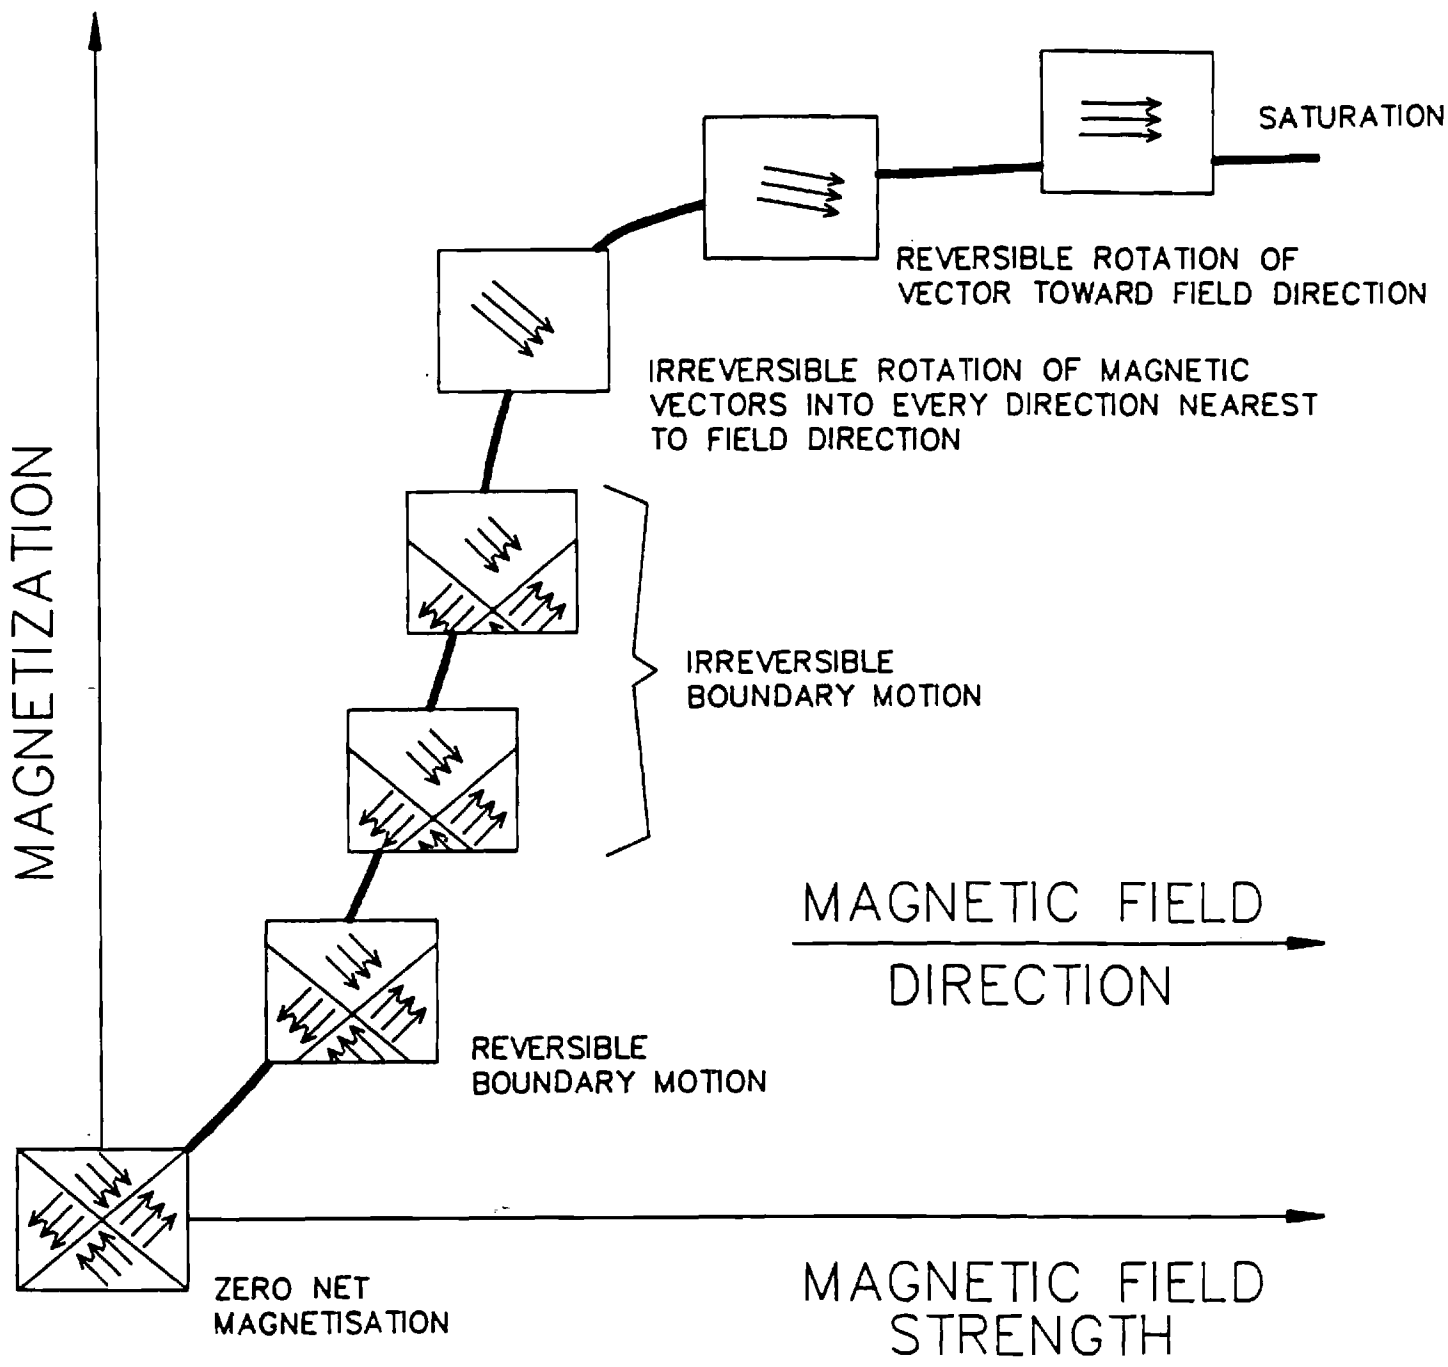 SATURATION
REVERSIBLE ROTATION OF
VECTOR TOWARD FIELD DIRECTION
IRREVERSIBLE ROTATION OF MAGNETIC
VECTORS INTO EVERY DIRECTION NEAREST
TO FIELD DIRECTION
MAGNETIZATION
IRREVERSIBLE
BOUNDARY MOTION
MAGNETIC FIELD
DIRECTION
REVERSIBLE
BOUNDARY MOTION
ZERO NET
MAGNETISATION
MAGNETIC FIELD
STRENGTH